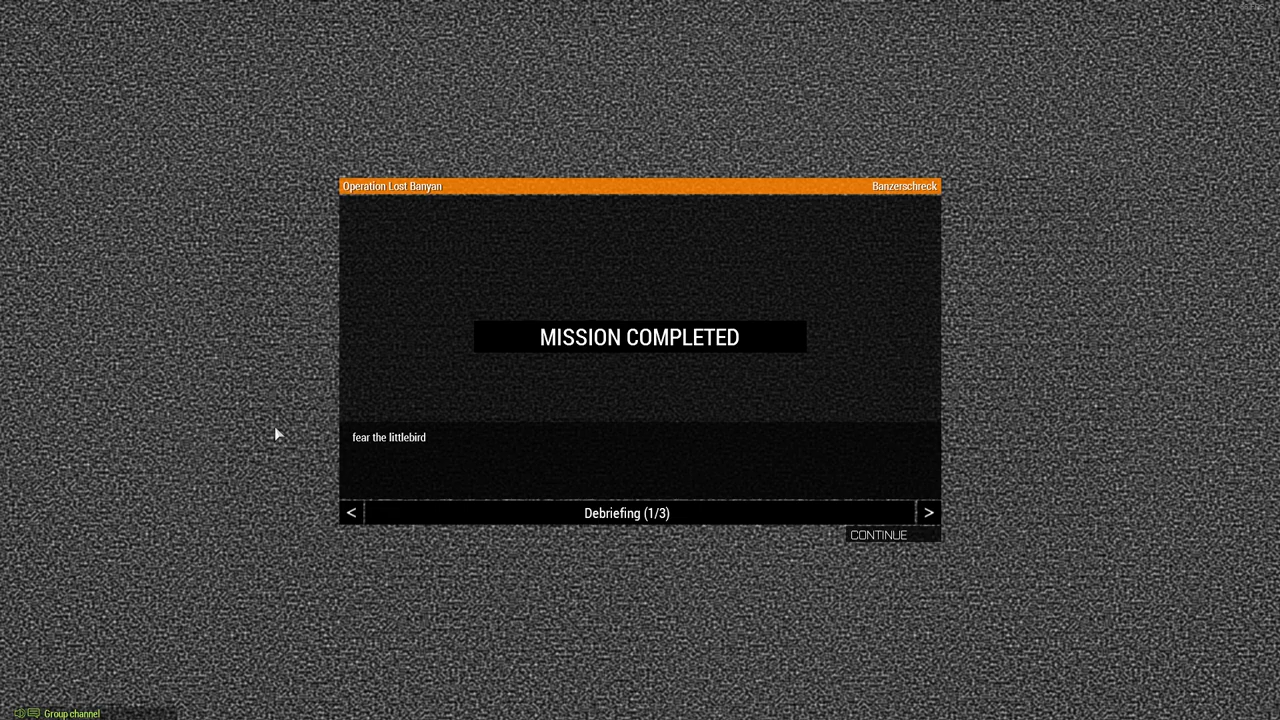 Operation Lost Banyan
Banzerschreck
MISSION COMPLETED
fear the littlebird
< Debriefing (1/3) >
CONTINUE
Group channel